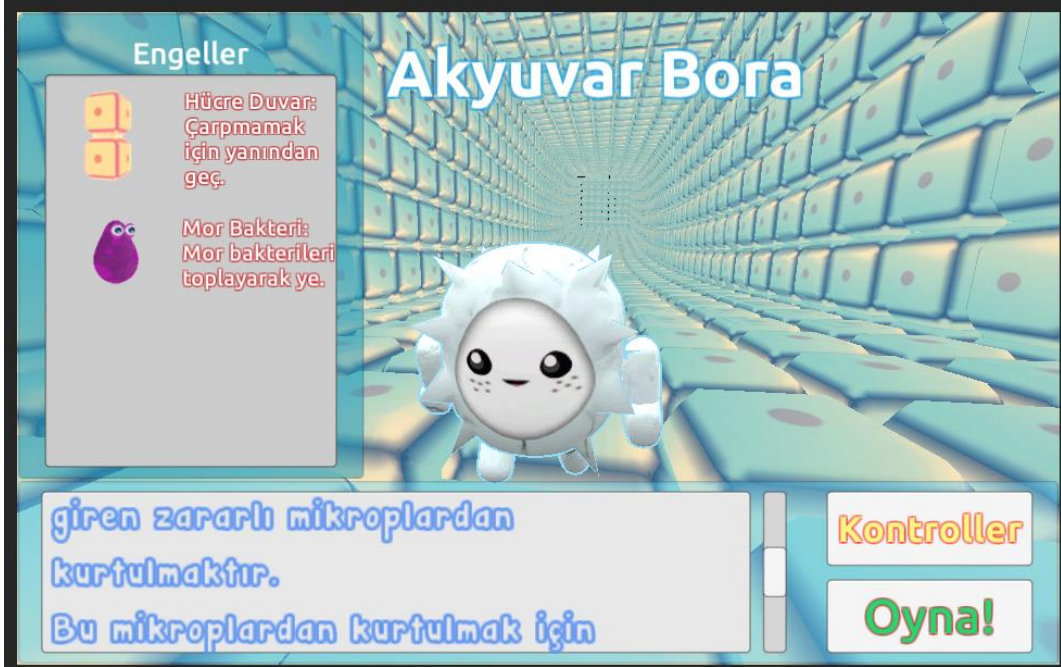 Engeller
Akyuvar Bora
Hücre Duvar:
Çarpmamak
için yanından
geç.
Mor Bakteri:
Mor bakterileri
toplayarak ye.
giren zararlı mikroplardan
kurtulmaktır.
Bu mikroplardan kurtulmak için
Kontroller
Oyna!